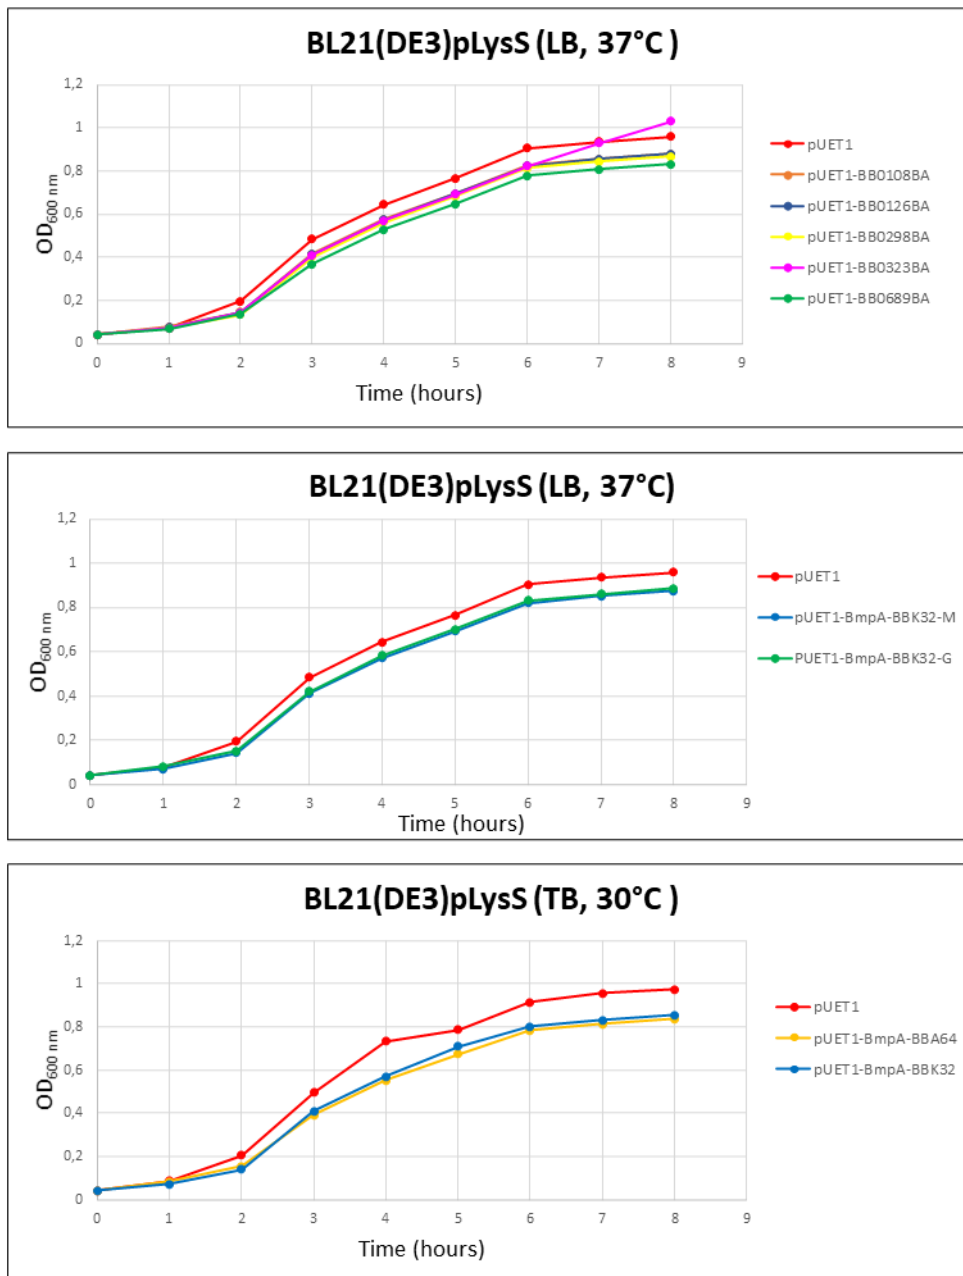 BL21(DE3)pLysS (LB, 37°C )
1,2
1
0,8
0,6
0,4
0,2
0
OD600 nm
0 1 2 3 4 5 6 7 8 9
Time (hours)
pUET1
pUET1-BB0108BA
pUET1-BB0126BA
pUET1-BB0298BA
pUET1-BB0323BA
pUET1-BB0689BA
BL21(DE3)pLysS (LB, 37°C)
1,2
1
0,8
0,6
0,4
0,2
0
OD600 nm
0 1 2 3 4 5 6 7 8 9
Time (hours)
pUET1
pUET1-BmpA-BBK32-M
PUET1-BmpA-BBK32-G
BL21(DE3)pLysS (TB, 30°C )
1,2
1
0,8
0,6
0,4
0,2
0
OD600 nm
0 1 2 3 4 5 6 7 8 9
Time (hours)
pUET1
pUET1-BmpA-BBA64
pUET1-BmpA-BBK32